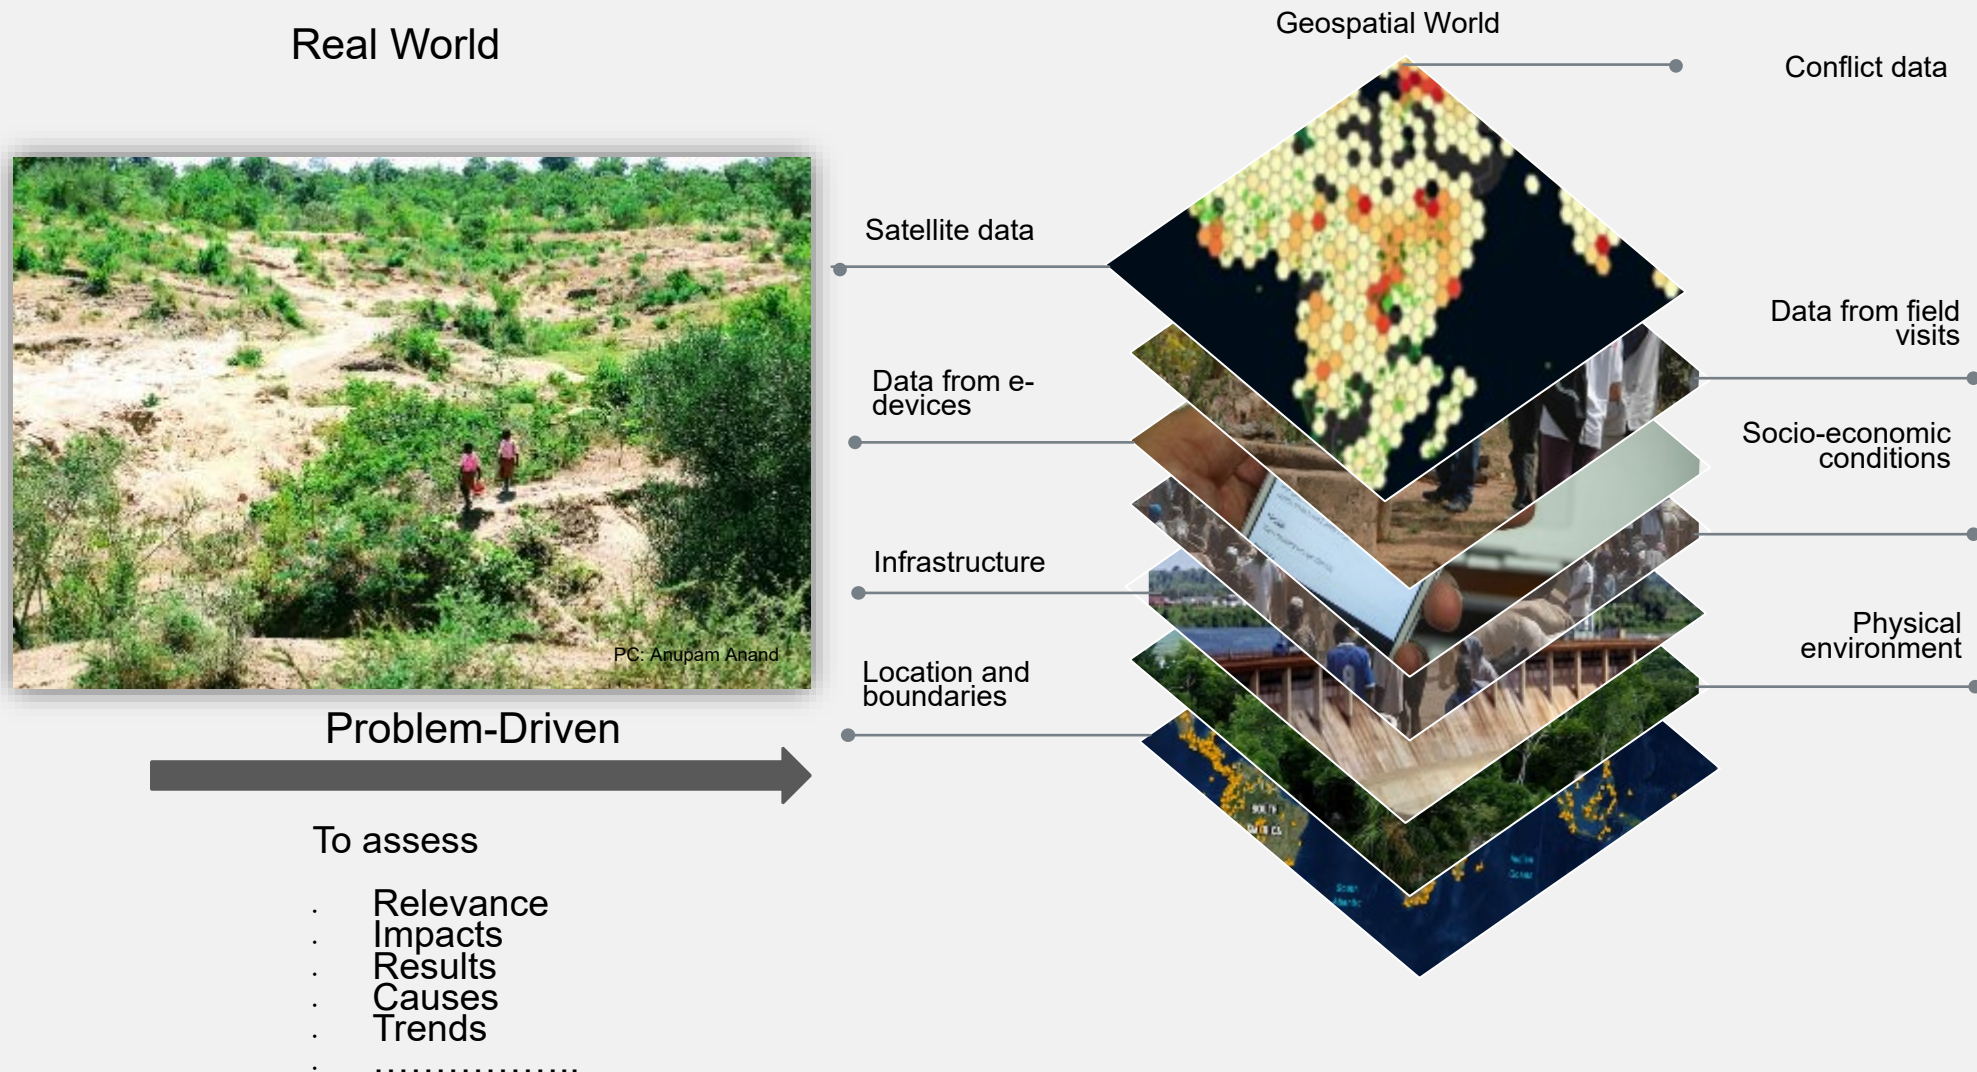 Real World
PC: Anupam Anand
Problem-Driven
To assess
· Relevance
· Impacts
· Results
· Causes
· Trends
· ………………..
Geospatial World
Conflict data
Satellite data
Data from field
visits
Data from e-
devices
Socio-economic
conditions
Infrastructure
Physical
environment
Location and
boundaries